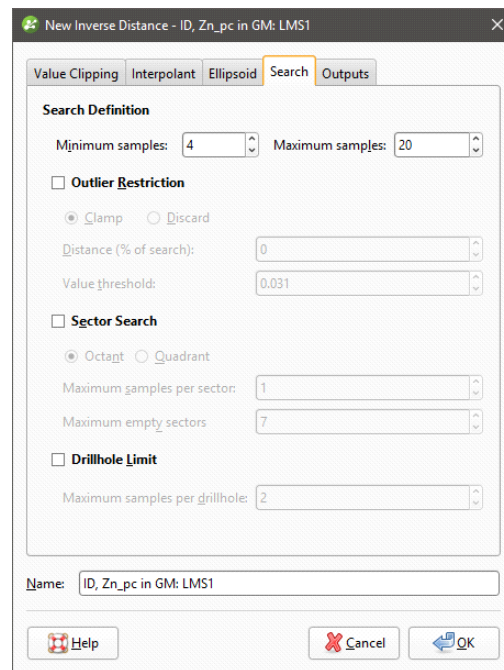 New Inverse Distance - ID, Zn_pc in GM: LMS1
Value Clipping Interpolant Ellipsoid Search Outputs
Search Definition
Minimum samples: 4 Maximum samples: 20
Outlier Restriction
Clamp Discard
Distance (% of search): 0
Value threshold: 0.031
Sector Search
Octant Quadrant
Maximum samples per sector: 1
Maximum empty sectors 7
Drillhole Limit
Maximum samples per drillhole: 2
Name: ID, Zn_pc in GM: LMS1
Help Cancel OK